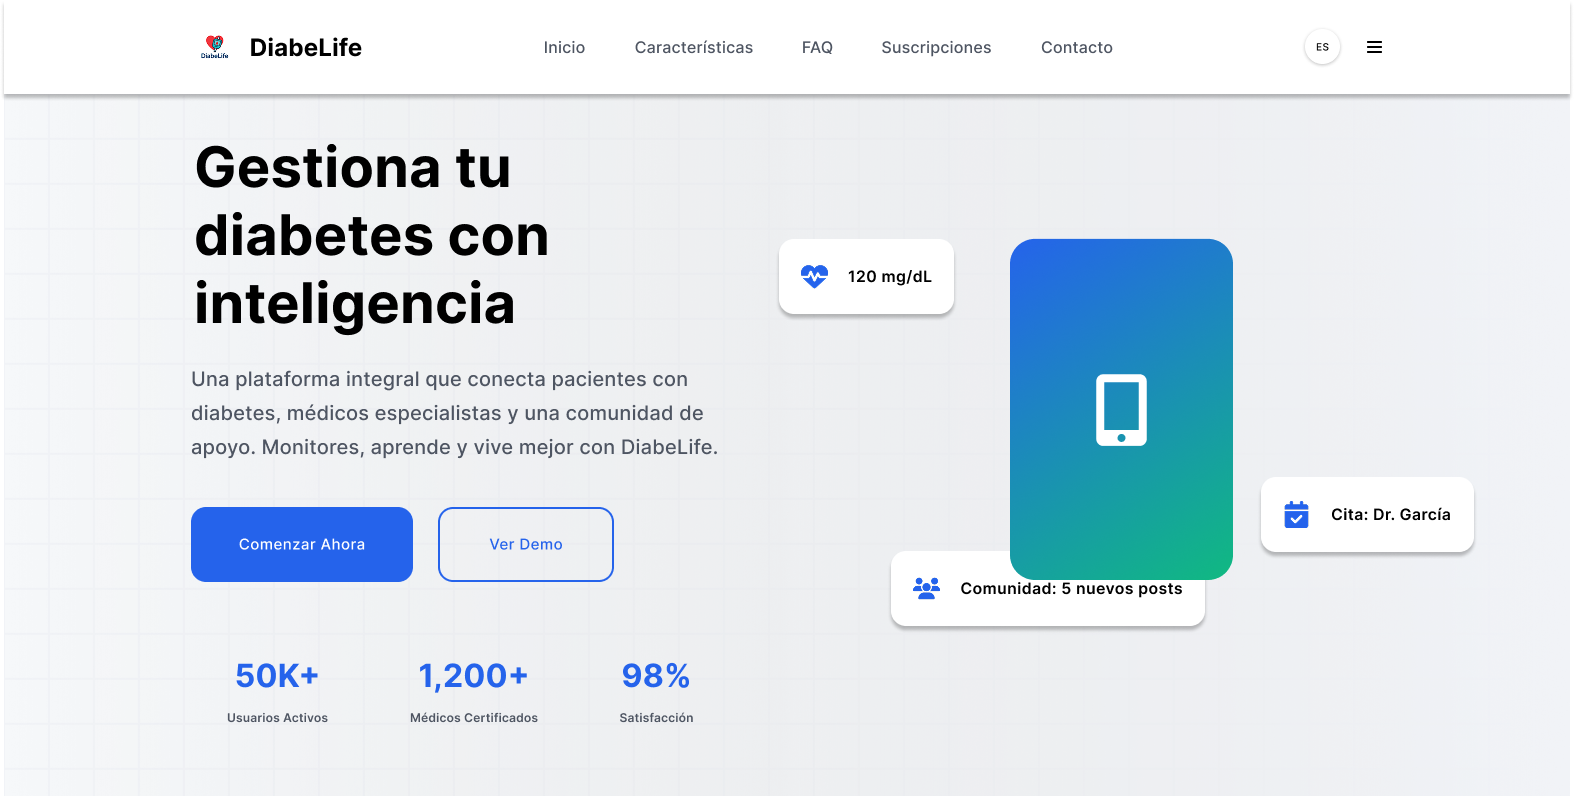 DiabeLife
DiabeLife
Inicio
Características
FAQ
Suscripciones
Contacto
ES
Gestiona tu
diabetes con
inteligencia
Una plataforma integral que conecta pacientes con
diabetes, médicos especialistas y una comunidad de
apoyo. Monitores, aprende y vive mejor con DiabeLife.
Comenzar Ahora
Ver Demo
50K+
Usuarios Activos
1,200+
Médicos Certificados
98%
Satisfacción
120 mg/dL
Cita: Dr. García
Comunidad: 5 nuevos posts